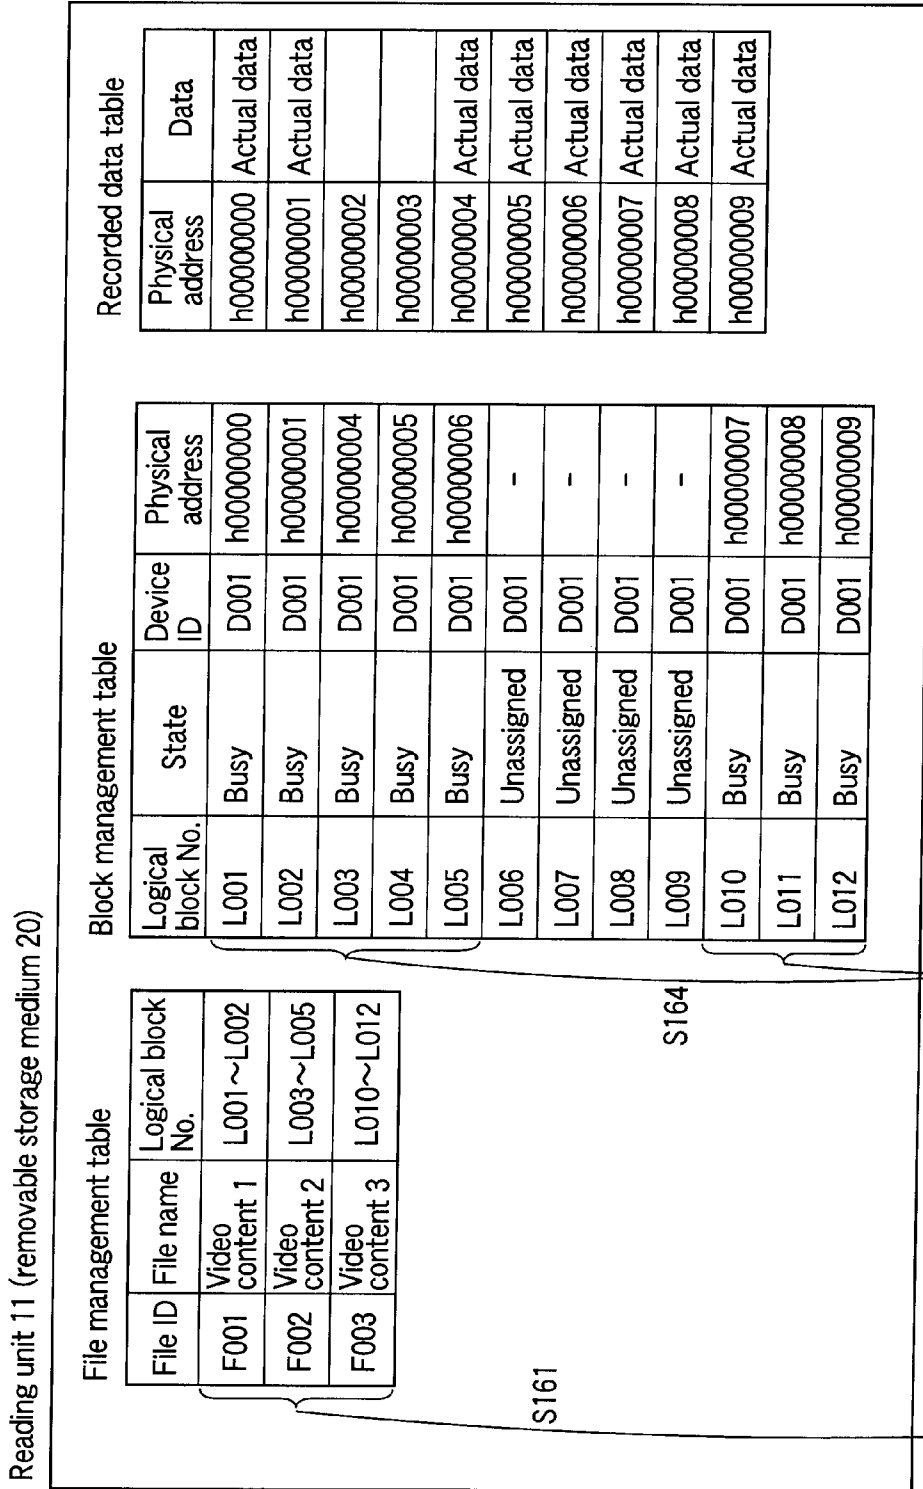 Reading unit 11 (removable storage medium 20)
File management table
File ID File name Logical block
No.
F001 Video
content 1 L001～L002
F002 Video
content 2 L003～L005
F003 Video
content 3 L010～L012
S161
Block management table
Logical
block No. State Device
ID Physical
address
L001 Busy D001 h00000000
L002 Busy D001 h00000001
L003 Busy D001 h00000004
L004 Busy D001 h00000005
L005 Busy D001 h00000006
L006 Unassigned D001 -
L007 Unassigned D001 -
L008 Unassigned D001 -
L009 Unassigned D001 -
L010 Busy D001 h00000007
L011 Busy D001 h00000008
L012 Busy D001 h00000009
S164
Recorded data table
Physical
address Data
h00000000 Actual data
h00000001 Actual data
h00000002
h00000003
h00000004 Actual data
h00000005 Actual data
h00000006 Actual data
h00000007 Actual data
h00000008 Actual data
h00000009 Actual data